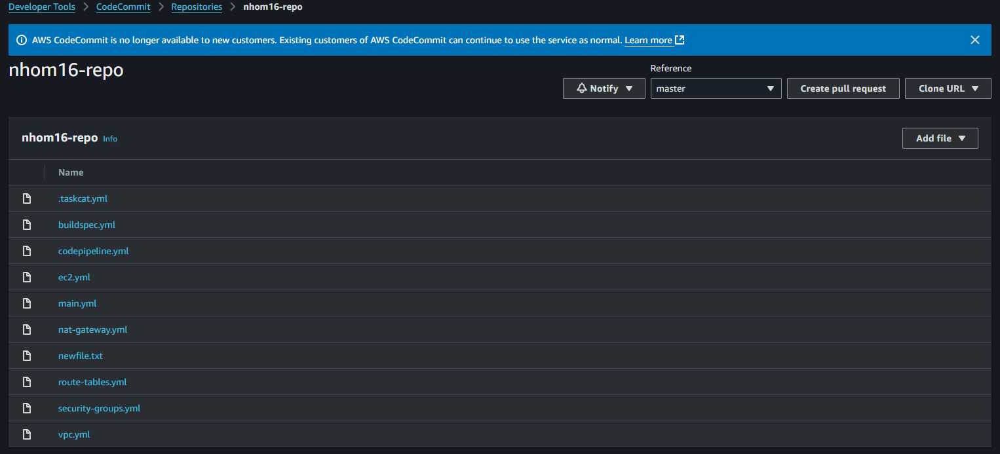 Developer Tools > CodeCommit > Repositories > nhom16-repo
AWS CodeCommit is no longer available to new customers. Existing customers of AWS CodeCommit can continue to use the service as normal. Learn more
nhom16-repo
Reference
Notify
master
Create pull request
Clone URL
nhom16-repo Info
Add file
Name
.taskcat.yml
buildspec.yml
codepipeline.yml
ec2.yml
main.yml
nat-gateway.yml
newfile.txt
route-tables.yml
security-groups.yml
vpc.yml